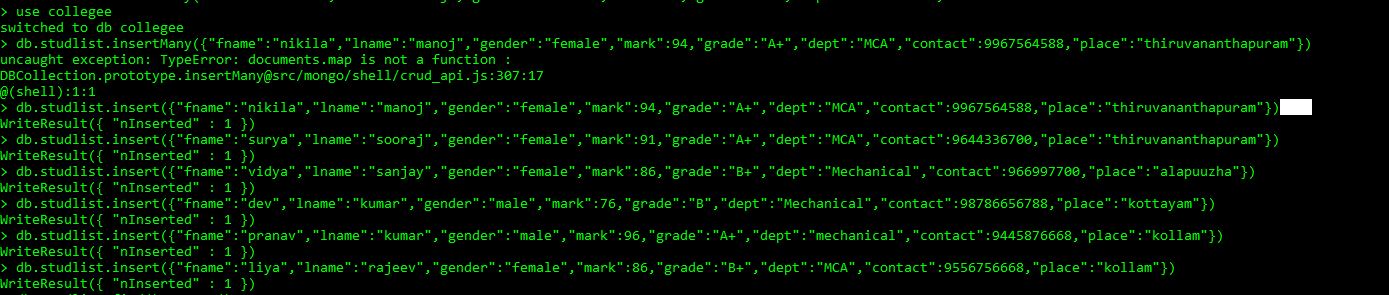 > use collegee
switched to db collegee
> db.studlist.insertMany({"fname":"nikila","lname":"manoj","gender":"female","mark":94,"grade":"A+","dept":"MCA","contact":9967564588,"place":"thiruvananthapuram"})
uncaught exception: TypeError: documents.map is not a function :
DBCollection.prototype.insertMany@src/mongo/shell/crud_api.js:307:17
@(shell):1:1
> db.studlist.insert({"fname":"nikila","lname":"manoj","gender":"female","mark":94,"grade":"A+","dept":"MCA","contact":9967564588,"place":"thiruvananthapuram"})
WriteResult({ "nInserted" : 1 })
> db.studlist.insert({"fname":"surya","lname":"sooraj","gender":"female","mark":91,"grade":"A+","dept":"MCA","contact":9644336700,"place":"thiruvananthapuram"})
WriteResult({ "nInserted" : 1 })
> db.studlist.insert({"fname":"vidya","lname":"sanjay","gender":"female","mark":86,"grade":"B+","dept":"Mechanical","contact":966997700,"place":"alapuuzha"})
WriteResult({ "nInserted" : 1 })
> db.studlist.insert({"fname":"dev","lname":"kumar","gender":"male","mark":76,"grade":"B","dept":"Mechanical","contact":98786656788,"place":"kottayam"})
WriteResult({ "nInserted" : 1 })
> db.studlist.insert({"fname":"pranav","lname":"kumar","gender":"male","mark":96,"grade":"A+","dept":"mechanical","contact":9445876668,"place":"kollam"})
WriteResult({ "nInserted" : 1 })
> db.studlist.insert({"fname":"liya","lname":"rajeev","gender":"female","mark":86,"grade":"B+","dept":"MCA","contact":9556756668,"place":"kollam"})
WriteResult({ "nInserted" : 1 })